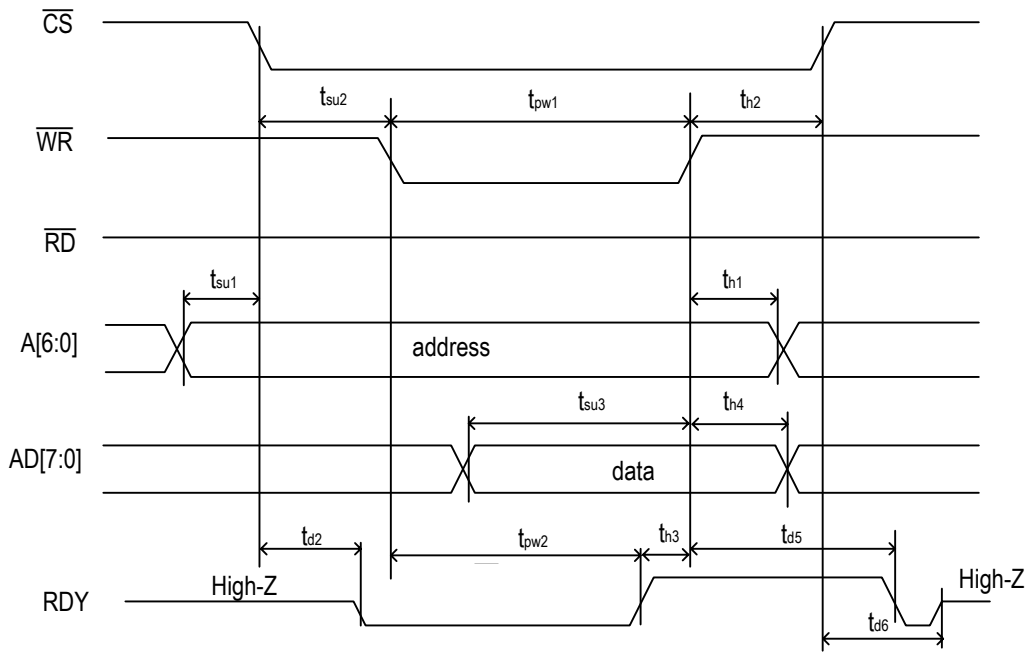 CS
tsu2 tpw1 th2
WR
RD
tsu1 th1
A[6:0] address
tsu3 th4
AD[7:0] data
td2 tpw2 th3 td5
High-Z High-Z
RDY
td6